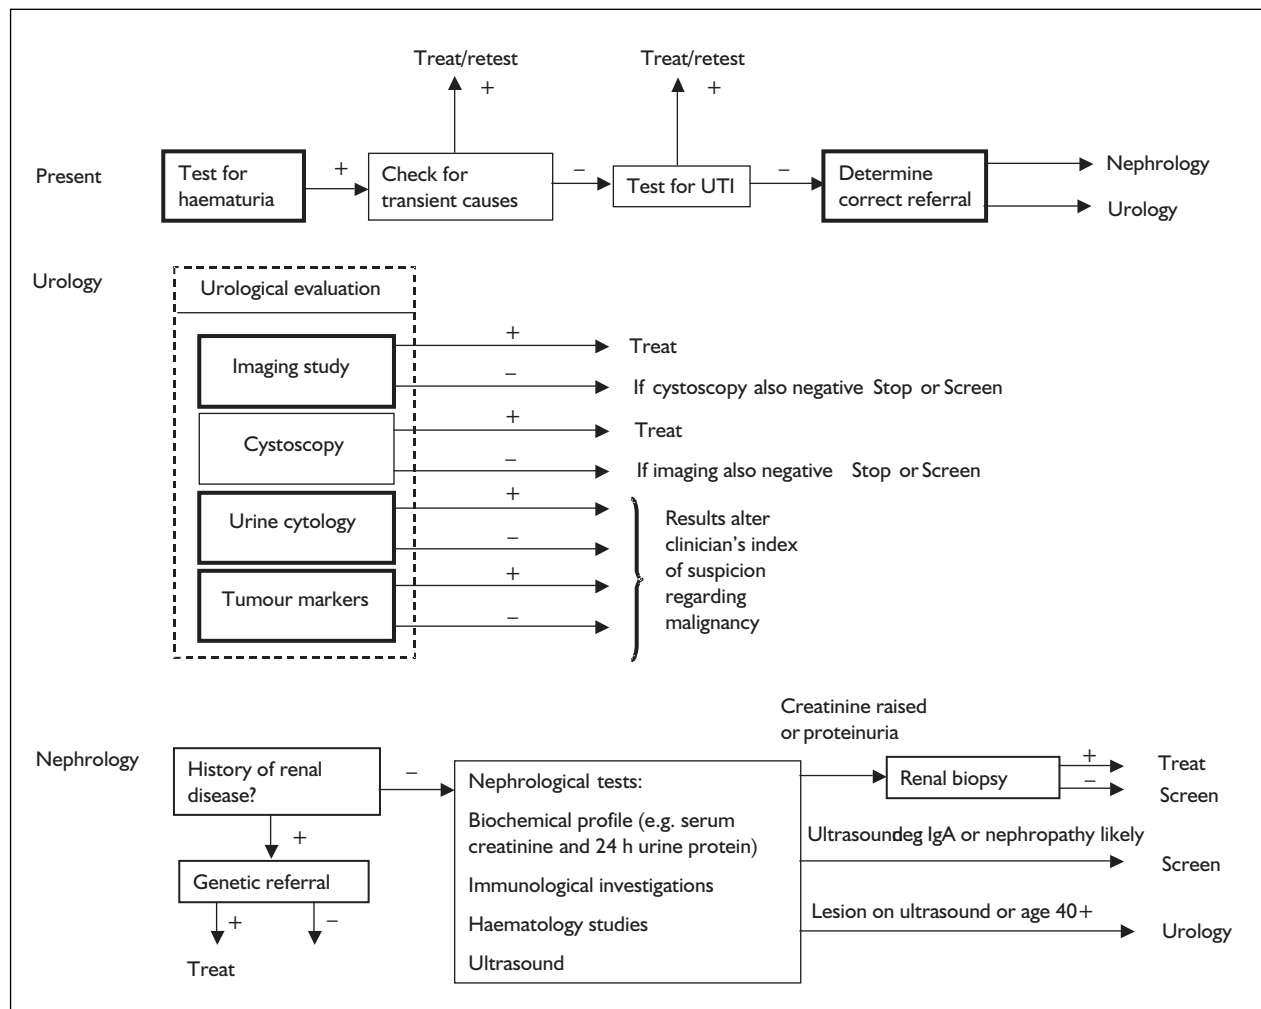 Treat/retest
Treat/retest
+
+
Present
Test for
haematuria
+
Check for
transient causes
–
Test for UTI
–
Determine
correct referral
Nephrology
Urology
Urology
Urological evaluation
Imaging study
+
Treat
–
If cystoscopy also negative Stop or Screen
Cystoscopy
+
Treat
–
If imaging also negative Stop or Screen
Urine cytology
+
–
Tumour markers
+
–
Results alter
clinician's index
of suspicion
regarding
malignancy
Nephrology
History of renal
disease?
–
+
Genetic referral
+
–
Treat
Nephrological tests:
Biochemical profile (e.g. serum
creatinine and 24 h urine protein)
Immunological investigations
Haematology studies
Ultrasound
Creatinine raised
or proteinuria
Renal biopsy
+
Treat
–
Screen
Ultrasound deg IgA or nephropathy likely
Screen
Lesion on ultrasound or age 40+
Urology